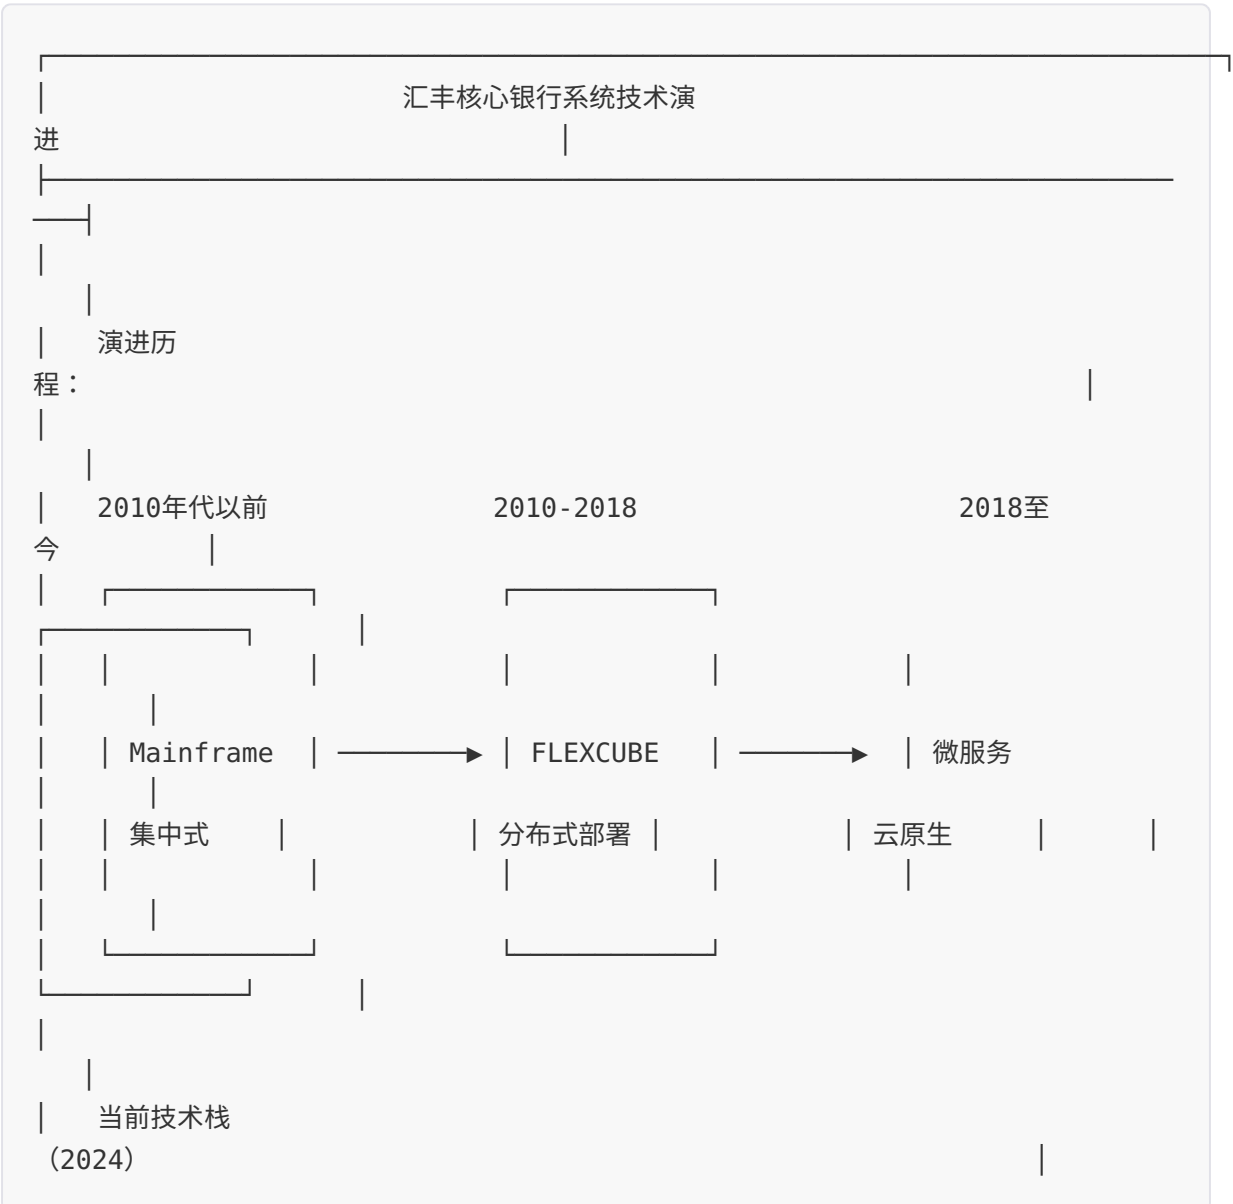 汇丰核心银行系统技术演
进
演进历
程：
2010年代以前 2010-2018 2018至
今
Mainframe FLEXCUBE 微服务
集中式 分布式部署 云原生
当前技术栈
（2024）